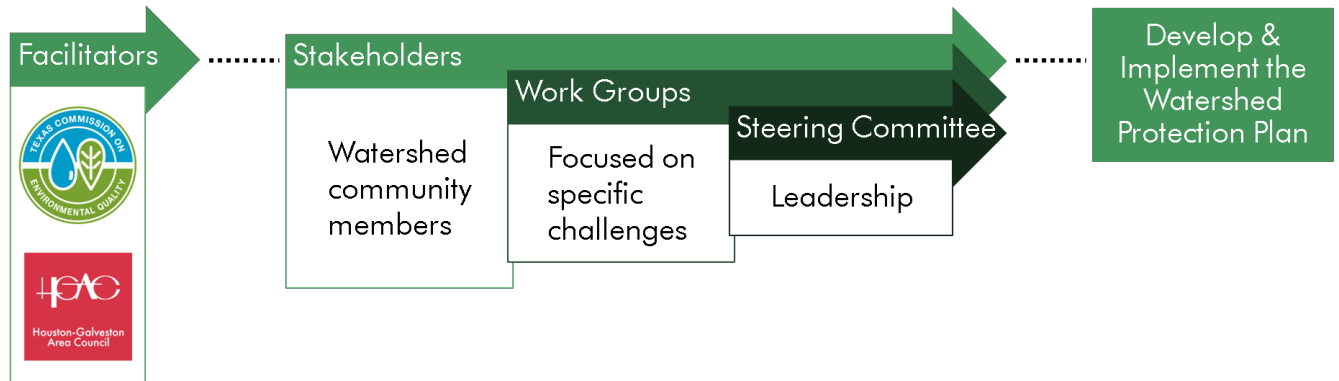 Facilitators
TEXAS COMMISSION ON
ENVIRONMENTAL QUALITY
HGAC
Houston-Galveston
Area Council
Stakeholders
Watershed
community
members
Work Groups
Focused on
specific
challenges
Steering Committee
Leadership
Develop &
Implement the
Watershed
Protection Plan